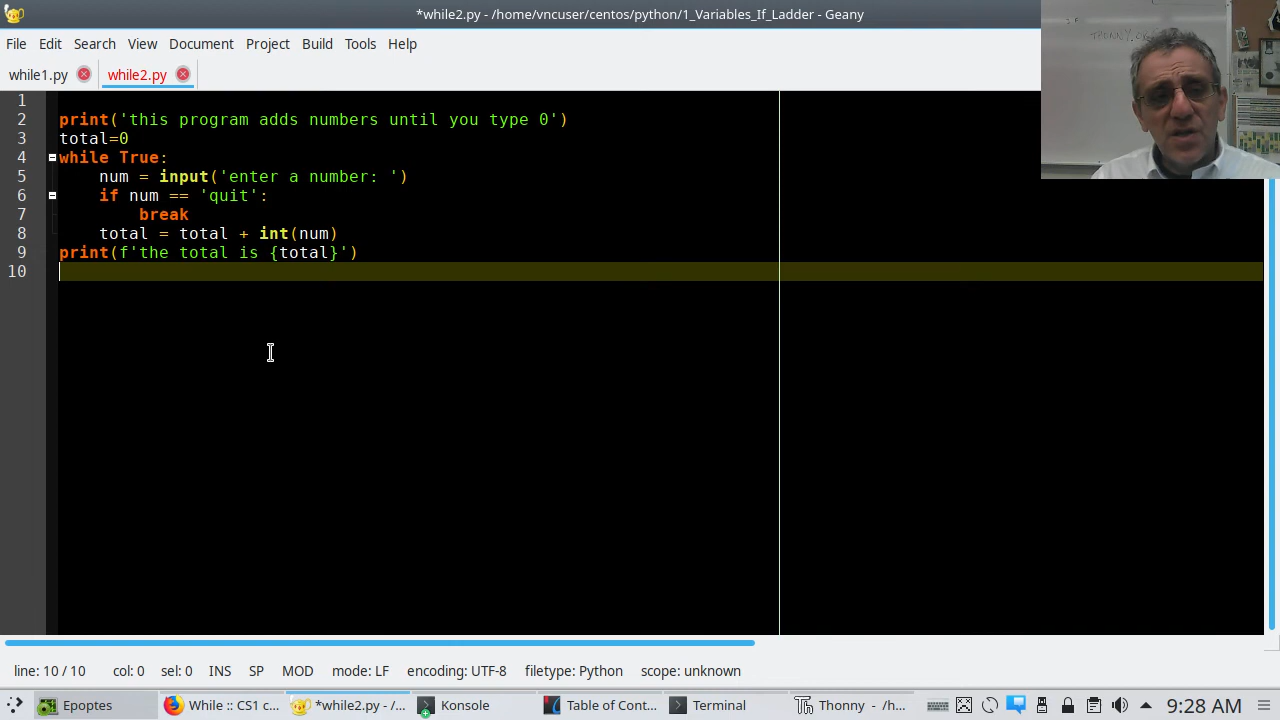 *while2.py - /home/vncuser/centos/python/1_Variables_If_Ladder - Geany
File Edit Search View Document Project Build Tools Help
while1.py while2.py
1
2 print('this program adds numbers until you type 0')
3 total=0
4 while True:
5 num = input('enter a number: ')
6 if num == 'quit':
7 break
8 total = total + int(num)
9 print(f'the total is {total}')
10
line: 10 / 10 col: 0 sel: 0 INS SP MOD mode: LF encoding: UTF-8 filetype: Python scope: unknown
Epoptes While :: CS1 c... *while2.py - /... Konsole Table of Cont... Terminal Thonny - /h... 9:28 AM